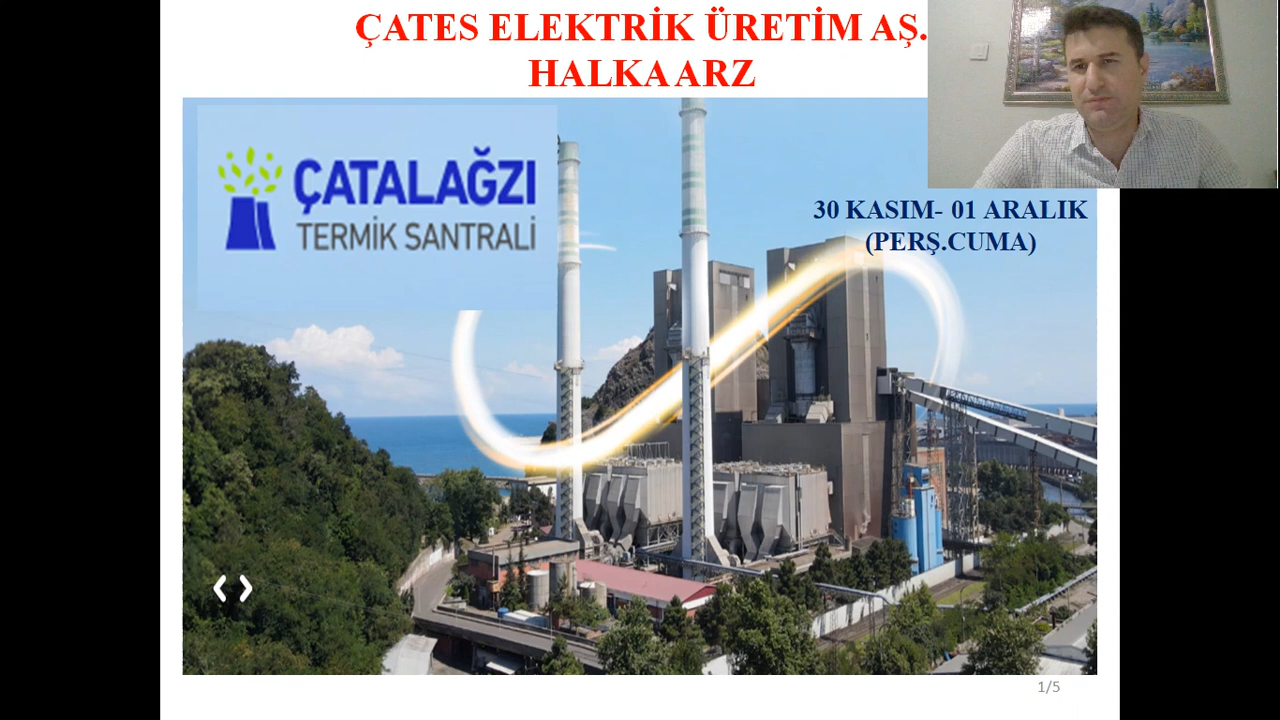 ÇATES ELEKTRİK ÜRETİM AŞ.
HALKA ARZ
ÇATALAĞZI
TERMİK SANTRALİ
30 KASIM- 01 ARALIK
(PERŞ.CUMA)
1/5